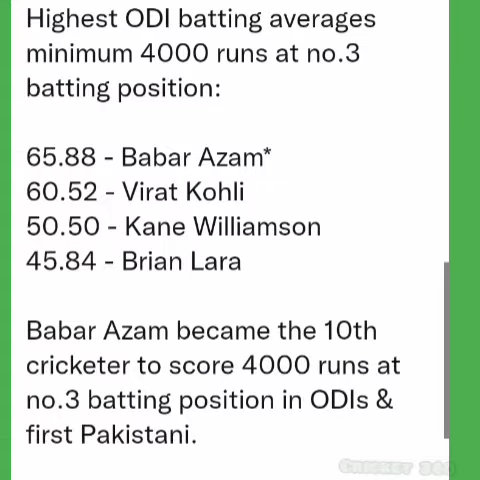 Highest ODI batting averages
minimum 4000 runs at no.3
batting position:
65.88 - Babar Azam*
60.52 - Virat Kohli
50.50 - Kane Williamson
45.84 - Brian Lara
Babar Azam became the 10th
cricketer to score 4000 runs at
no.3 batting position in ODIs &
first Pakistani.
CRICKET 360